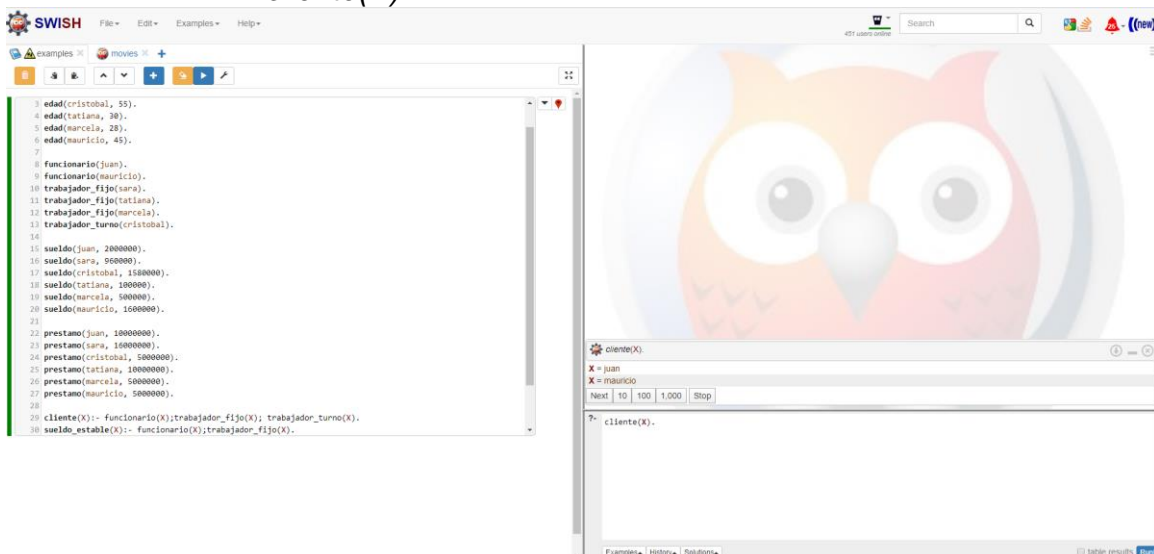 cliente(X)
SWISH File Edit Examples Help 451 users online Search 26 ((new)
examples movies
3 edad(cristobal, 55).
4 edad(tatiana, 30).
5 edad(marcela, 28).
6 edad(mauricio, 45).
7
8 funcionario(juan).
9 funcionario(mauricio).
10 trabajador_fijo(sara).
11 trabajador_fijo(tatiana).
12 trabajador_fijo(marcela).
13 trabajador_turno(cristobal).
14
15 sueldo(juan, 2000000).
16 sueldo(sara, 960000).
17 sueldo(cristobal, 1580000).
18 sueldo(tatiana, 100000).
19 sueldo(marcela, 500000).
20 sueldo(mauricio, 1600000).
21
22 prestamo(juan, 10000000).
23 prestamo(sara, 16000000).
24 prestamo(cristobal, 5000000).
25 prestamo(tatiana, 10000000).
26 prestamo(marcela, 5000000).
27 prestamo(mauricio, 5000000).
28
29 cliente(X):- funcionario(X);trabajador_fijo(X); trabajador_turno(X).
30 sueldo_estable(X):- funcionario(X);trabajador_fijo(X).
cliente(X).
X = juan
X = mauricio
Next 10 100 1,000 Stop
?- cliente(X).
Examples History Solutions table results Run